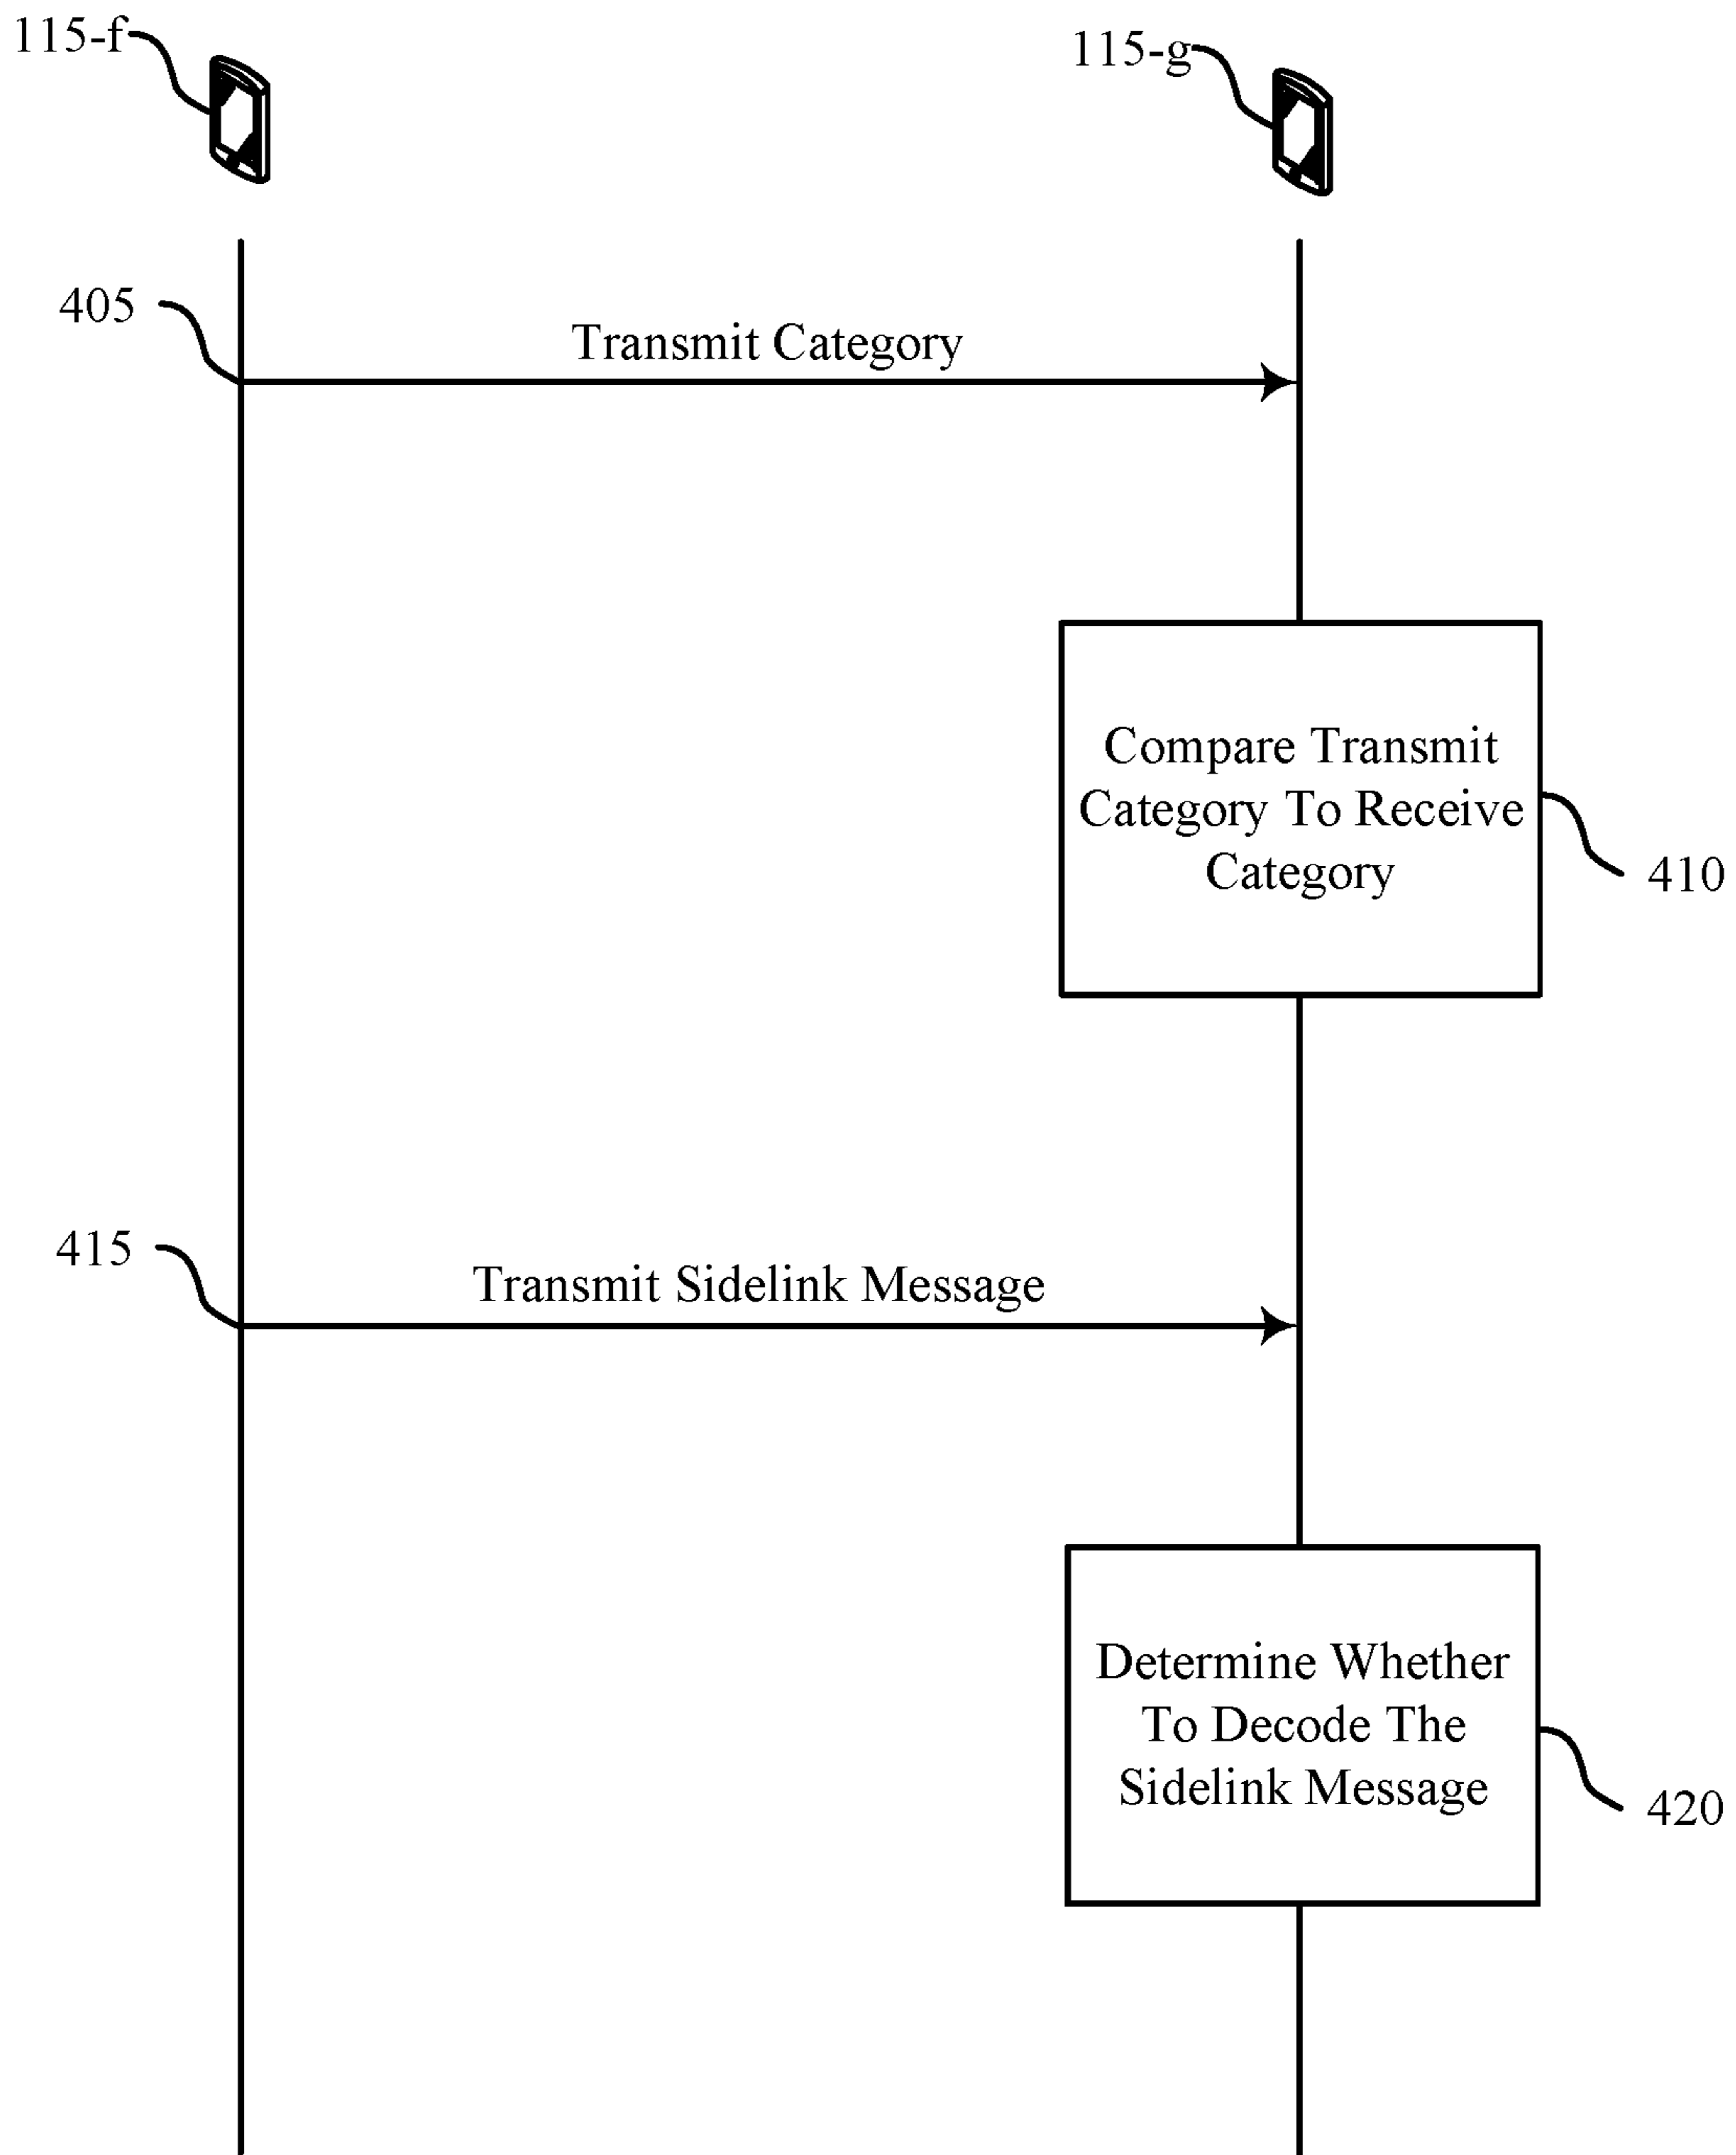 115-f
115-g
405
Transmit Category
Compare Transmit
Category To Receive
Category
410
415
Transmit Sidelink Message
Determine Whether
To Decode The
Sidelink Message
420